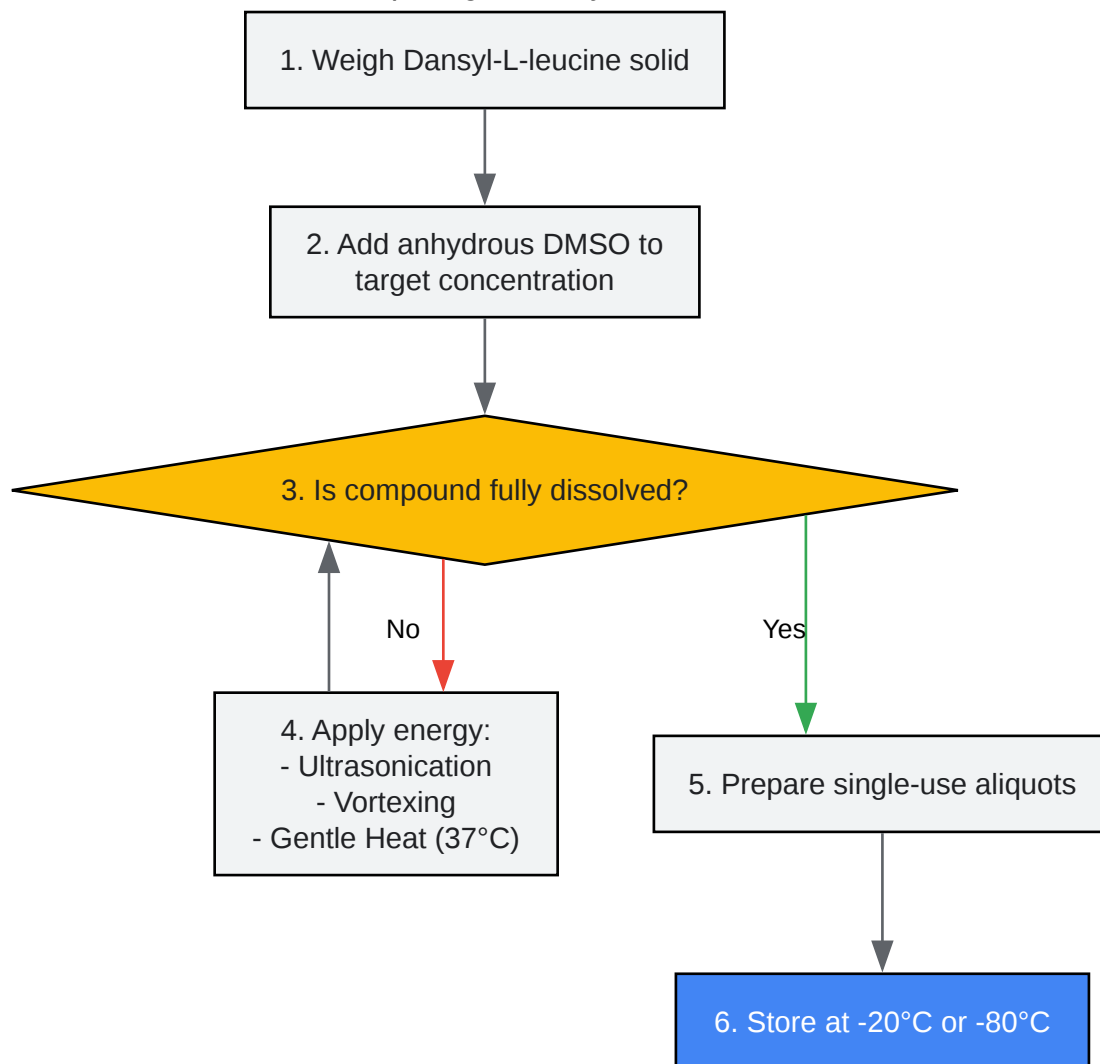 1. Weigh Dansyl-L-leucine solid
2. Add anhydrous DMSO to
target concentration
3. Is compound fully dissolved?
No
Yes
4. Apply energy:
- Ultrasonication
- Vortexing
- Gentle Heat (37°C)
5. Prepare single-use aliquots
6. Store at -20°C or -80°C